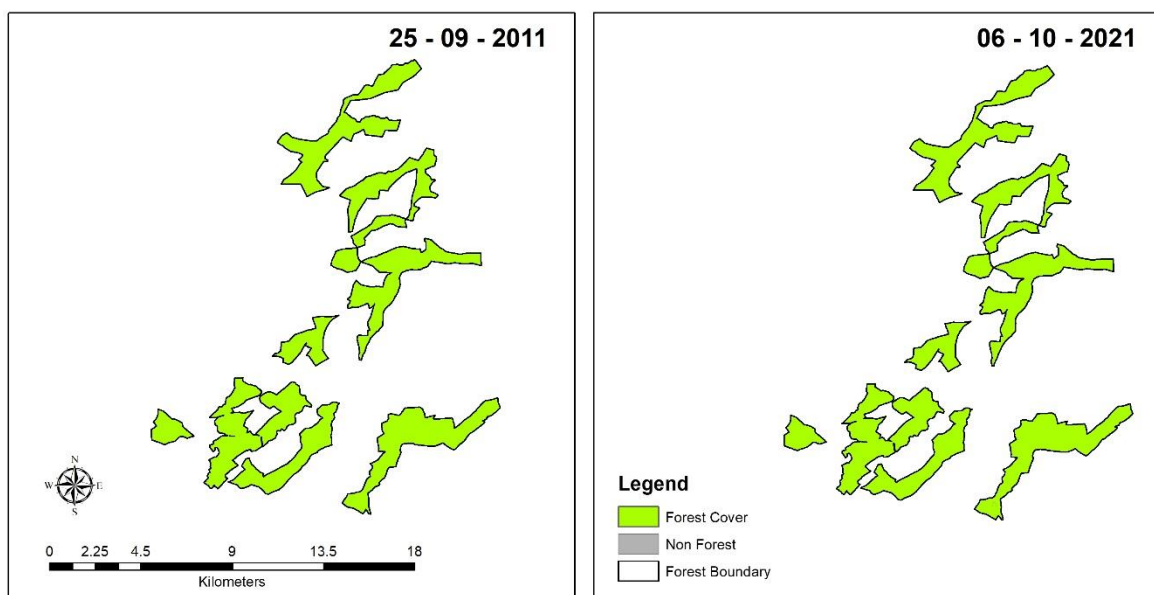 25 - 09 - 2011
N
W E
S
0 2.25 4.5 9 13.5 18
Kilometers
06 - 10 - 2021
Legend
Forest Cover
Non Forest
Forest Boundary